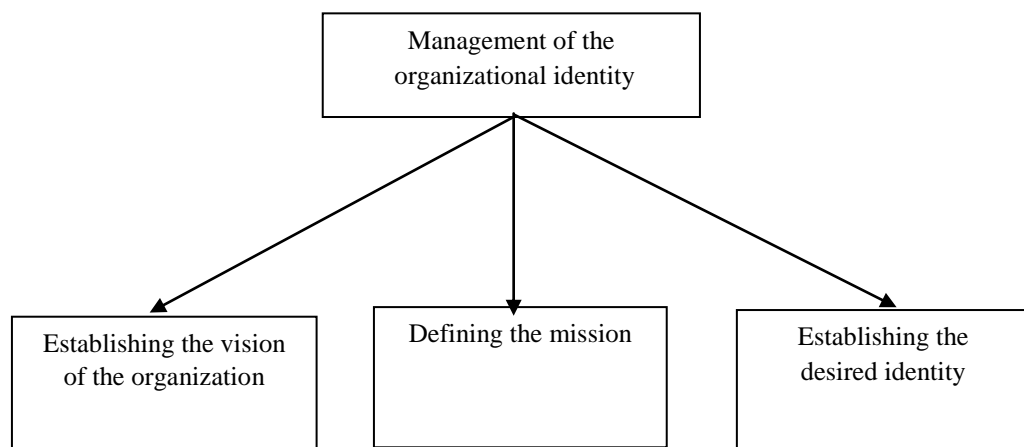 Management of the
organizational identity
Establishing the vision
of the organization
Defining the mission
Establishing the
desired identity